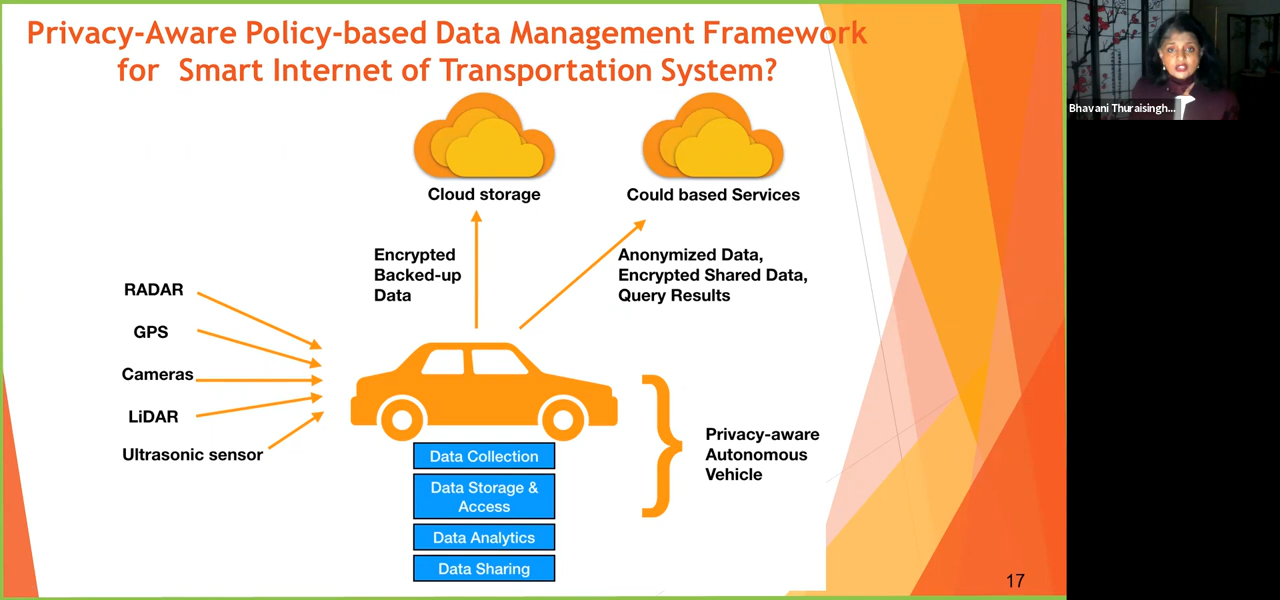 Privacy-Aware Policy-based Data Management Framework
for Smart Internet of Transportation System?
Bhavani Thuraisingh...
Cloud storage
Could based Services
Encrypted
Backed-up
Data
Anonymized Data,
Encrypted Shared Data,
Query Results
RADAR
GPS
Cameras
LiDAR
Ultrasonic sensor
Privacy-aware
Autonomous
Vehicle
Data Collection
Data Storage &
Access
Data Analytics
Data Sharing
17